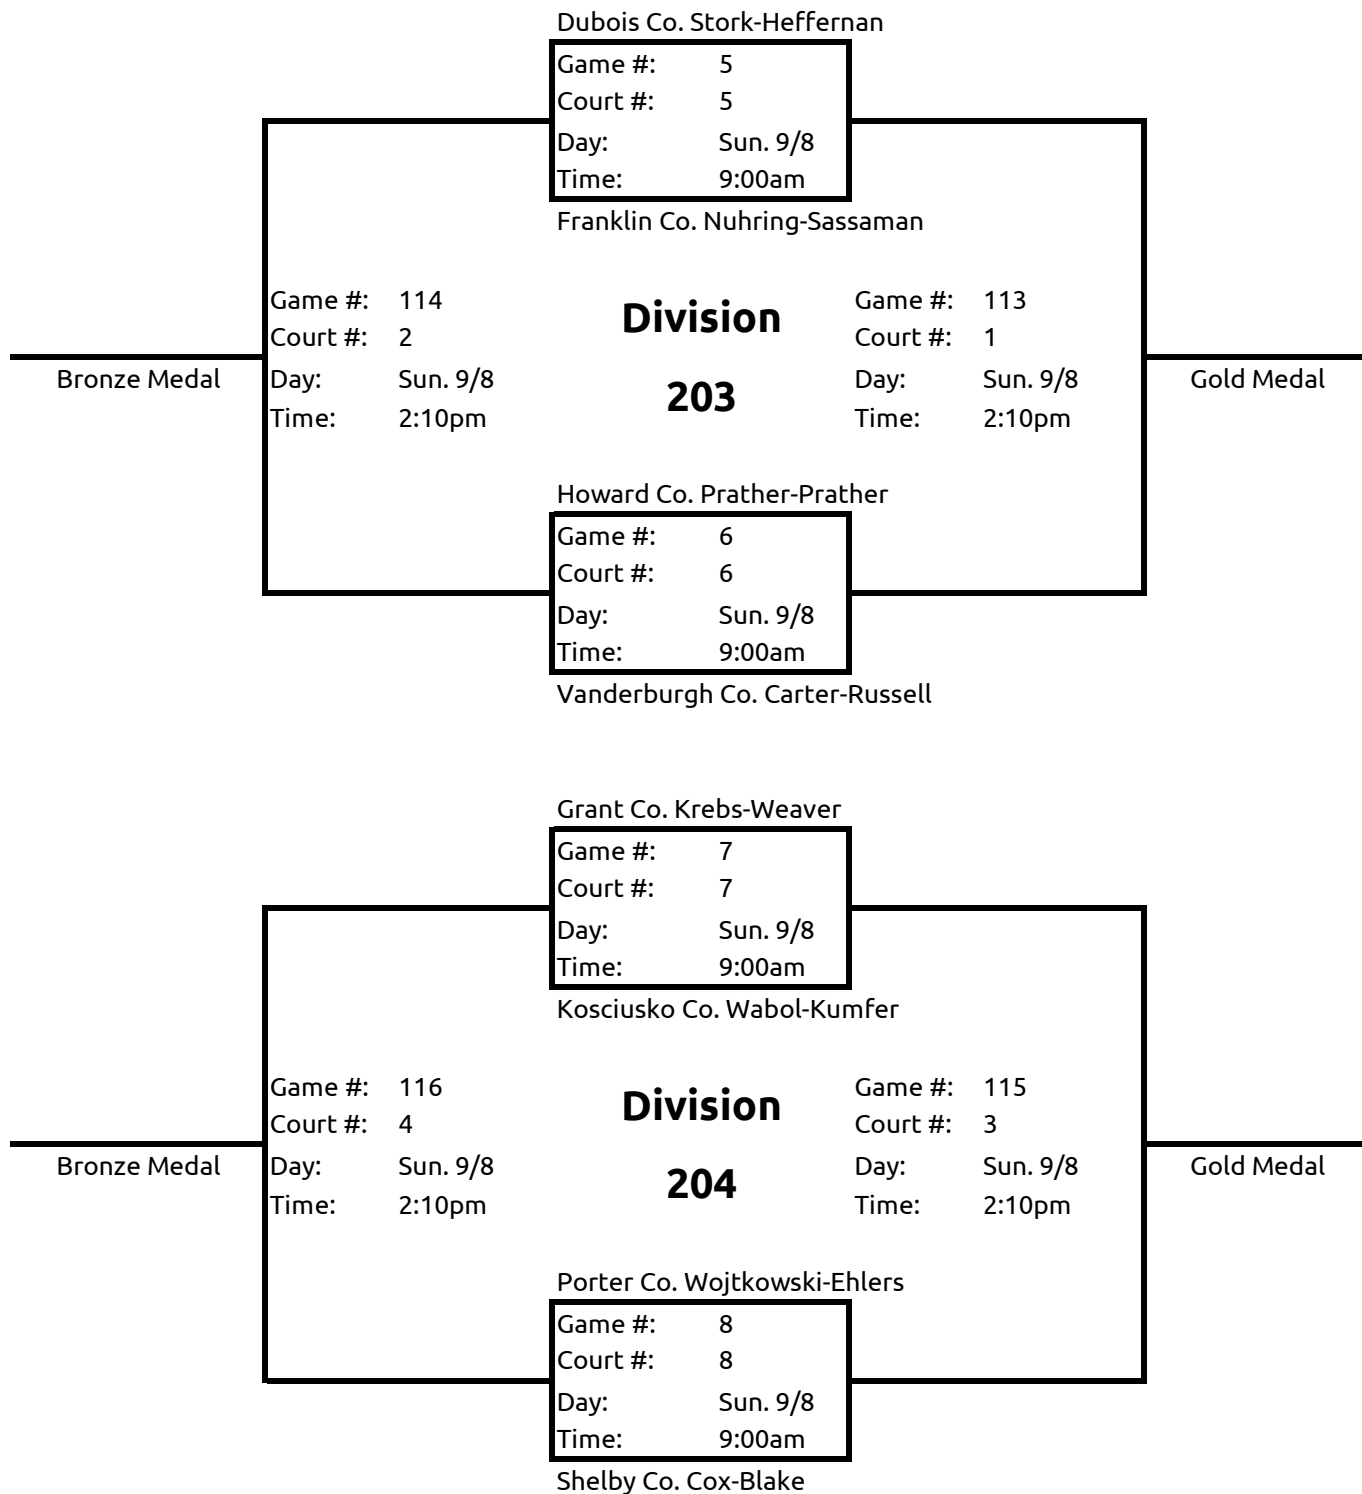 Dubois Co. Stork-Heffernan
Game #: 5
Court #: 5
Day: Sun. 9/8
Time: 9:00am
Franklin Co. Nuhring-Sassaman
Game #: 114
Court #: 2
Day: Sun. 9/8
Time: 2:10pm
Bronze Medal
Division
203
Game #: 113
Court #: 1
Day: Sun. 9/8
Time: 2:10pm
Gold Medal
Howard Co. Prather-Prather
Game #: 6
Court #: 6
Day: Sun. 9/8
Time: 9:00am
Vanderburgh Co. Carter-Russell
Grant Co. Krebs-Weaver
Game #: 7
Court #: 7
Day: Sun. 9/8
Time: 9:00am
Kosciusko Co. Wabol-Kumfer
Game #: 116
Court #: 4
Day: Sun. 9/8
Time: 2:10pm
Bronze Medal
Division
204
Game #: 115
Court #: 3
Day: Sun. 9/8
Time: 2:10pm
Gold Medal
Porter Co. Wojtkowski-Ehlers
Game #: 8
Court #: 8
Day: Sun. 9/8
Time: 9:00am
Shelby Co. Cox-Blake